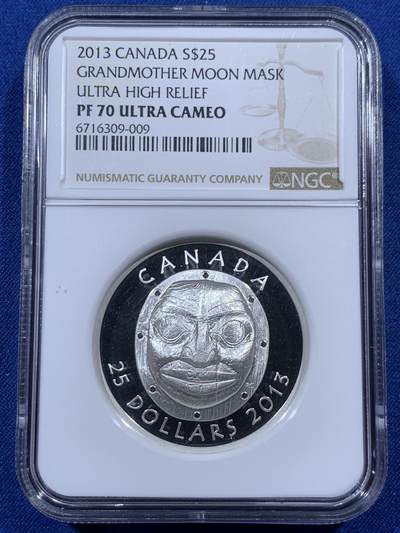 2013 CANADA S$25
GRANDMOTHER MOON MASK
ULTRA HIGH RELIEF
PF 70 ULTRA CAMEO
6716309-009
NUMISMATIC GUARANTY COMPANY
NGC
CANADA
25 DOLLARS 2013